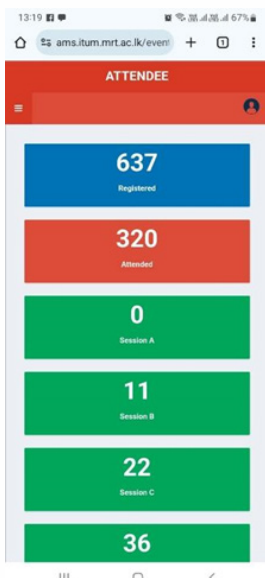 13:19
67%
ams.itum.mrt.ac.lk/event
1
ATTENDEE
637
Registered
320
Attended
0
Session A
11
Session B
22
Session C
36